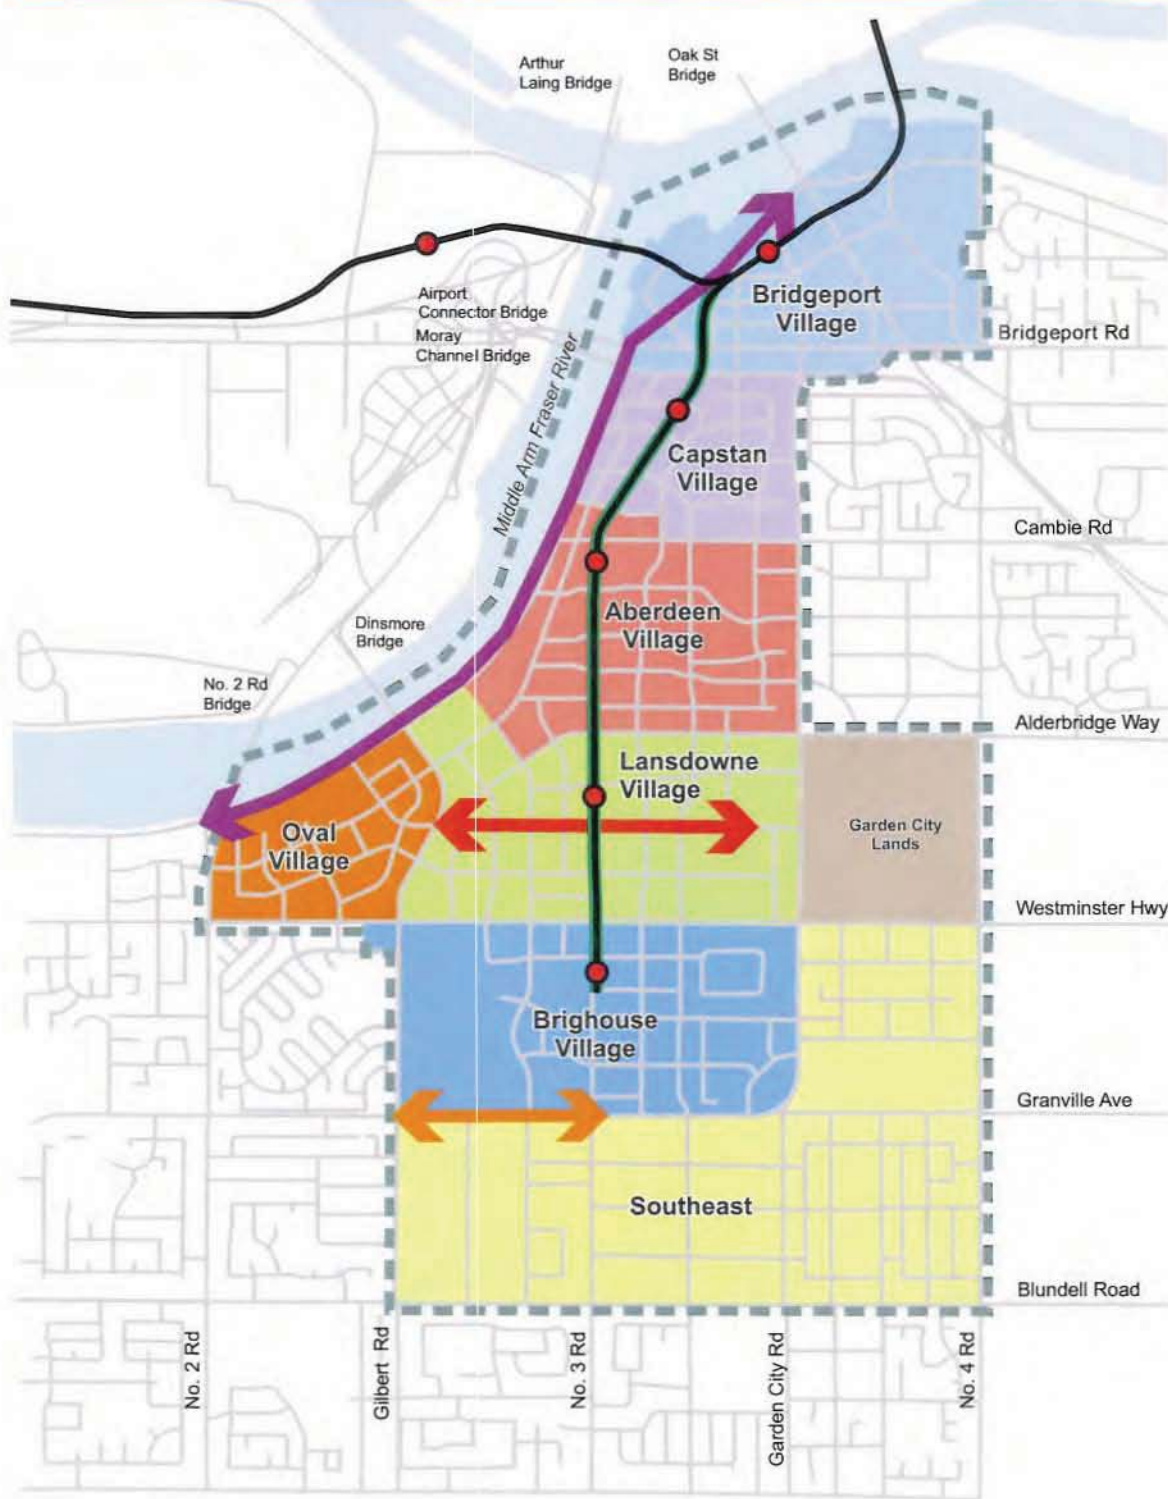 Arthur
Laing Bridge
Oak St
Bridge
Airport
Connector Bridge
Moray
Channel Bridge
Bridgeport
Village
Bridgeport Rd
Middle Arm Fraser River
Capstan
Village
Cambie Rd
Aberdeen
Village
Dinsmore
Bridge
No. 2 Rd
Bridge
Alderbridge Way
Lansdowne
Village
Oval
Village
Garden City
Lands
Westminster Hwy
Brighouse
Village
Granville Ave
Southeast
Blundell Road
No. 2 Rd
Gilbert Rd
No. 3 Rd
Garden City Rd
No. 4 Rd